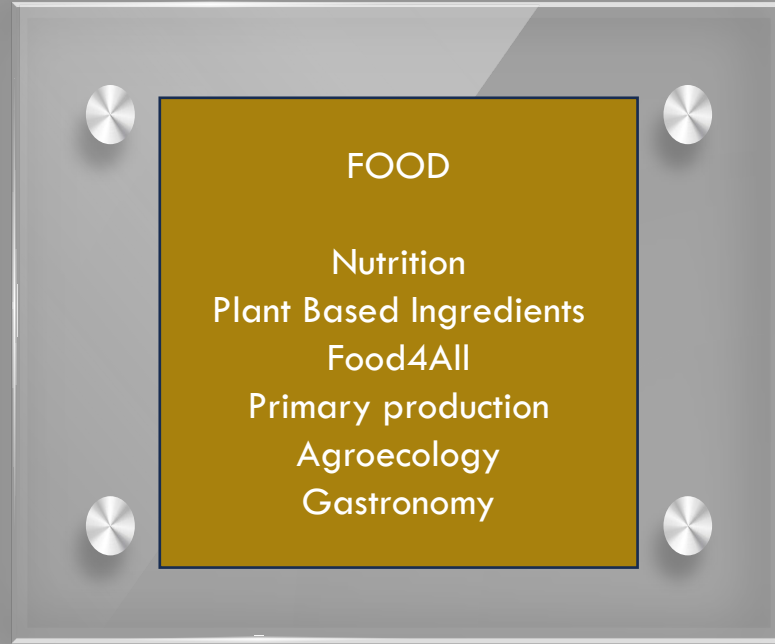 FOOD
Nutrition
Plant Based Ingredients
Food4All
Primary production
Agroecology
Gastronomy